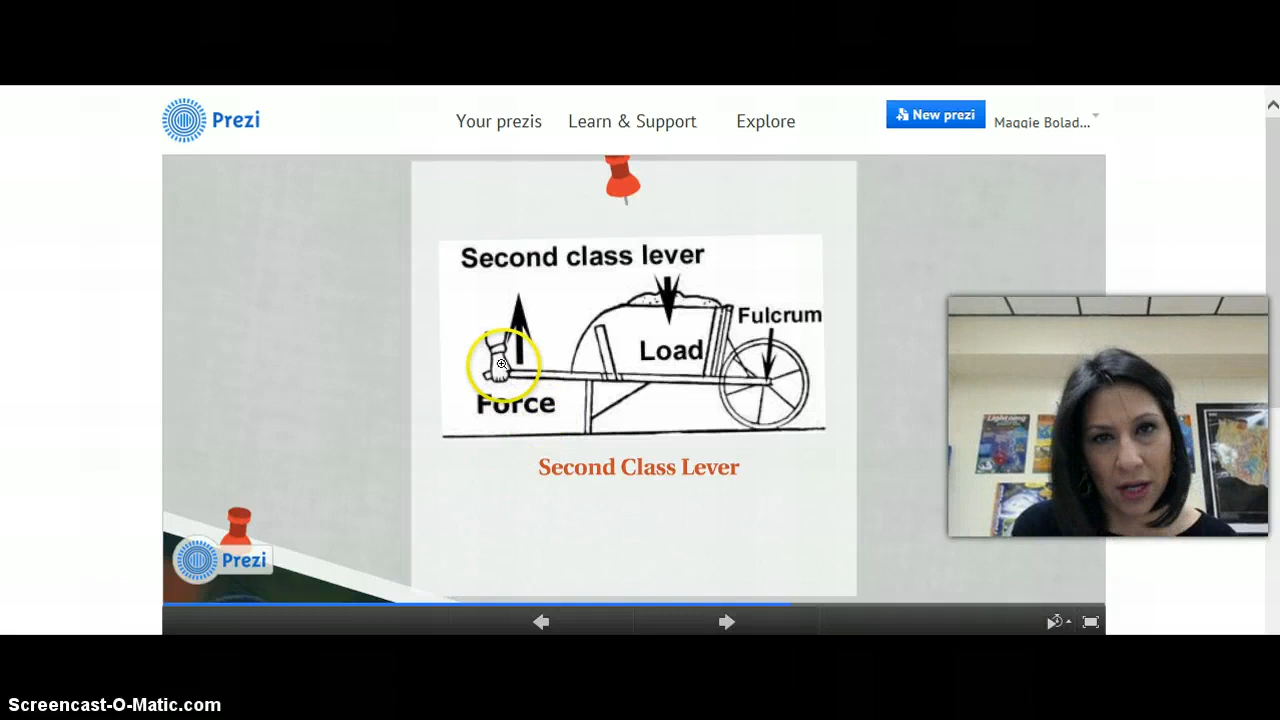 Prezi
Your prezis
Learn & Support
Explore
New prezi
Maggie Bolad...
Second class lever
Fulcrum
Load
Force
Second Class Lever
Prezi
Lightning
Screencast-O-Matic.com